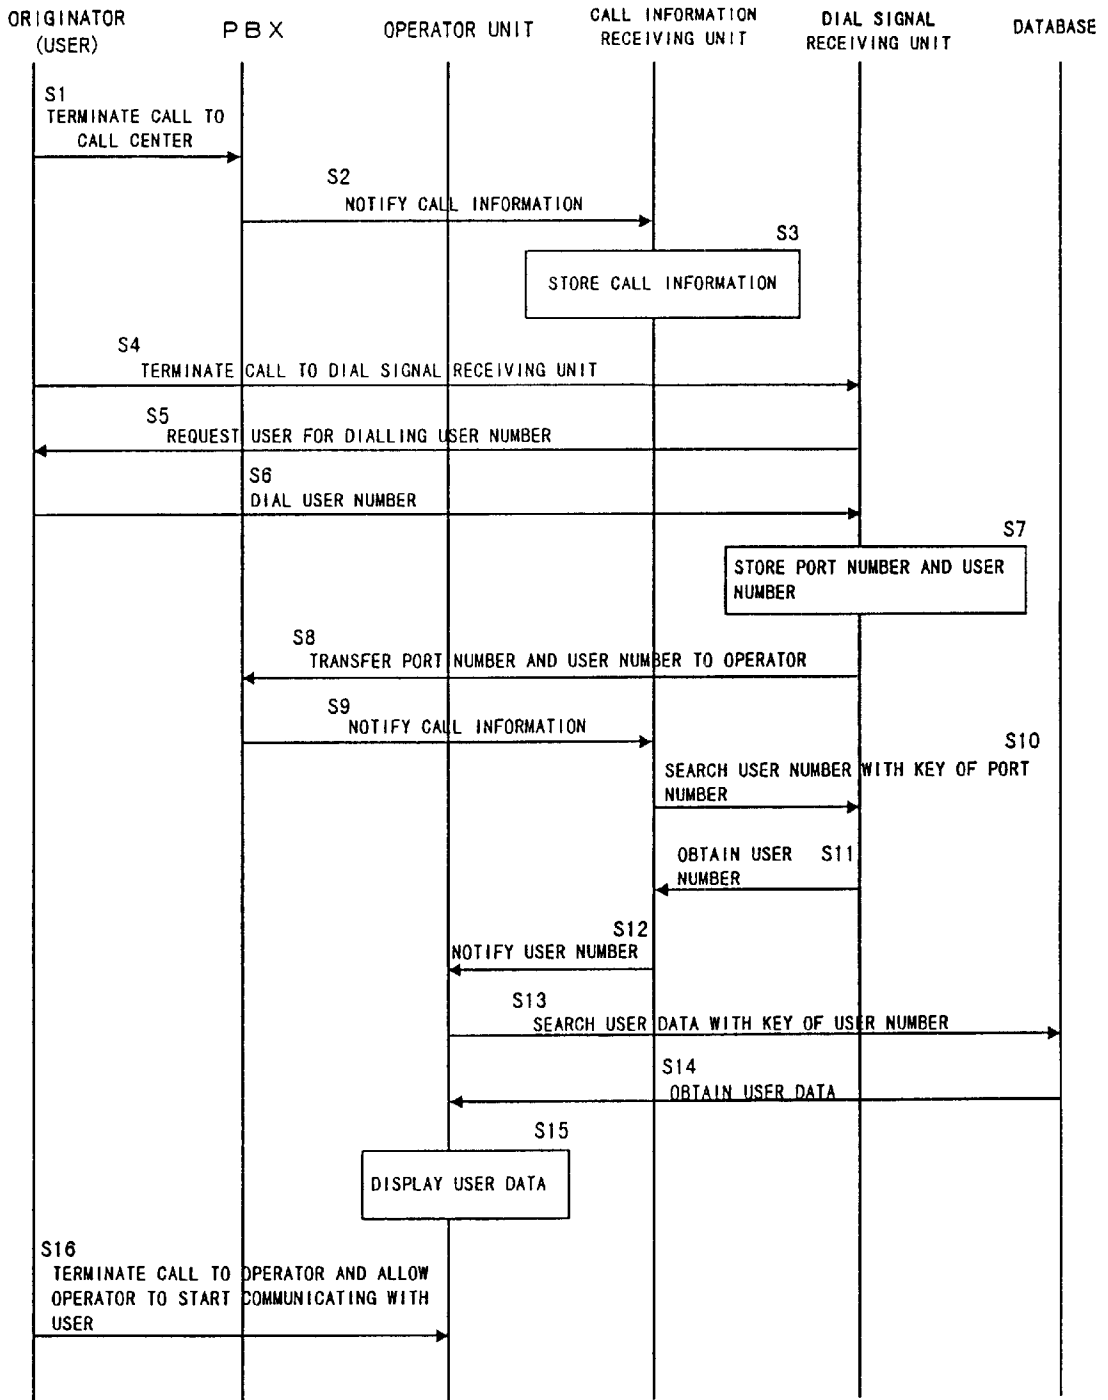 ORIGINATOR
(USER)
PBX
OPERATOR UNIT
CALL INFORMATION
RECEIVING UNIT
DIAL SIGNAL
RECEIVING UNIT
DATABASE
S1
TERMINATE CALL TO
CALL CENTER
S2
NOTIFY CALL INFORMATION
S3
STORE CALL INFORMATION
S4
TERMINATE CALL TO DIAL SIGNAL RECEIVING UNIT
S5
REQUEST USER FOR DIALLING USER NUMBER
S6
DIAL USER NUMBER
S7
STORE PORT NUMBER AND USER
NUMBER
S8
TRANSFER PORT NUMBER AND USER NUMBER TO OPERATOR
S9
NOTIFY CALL INFORMATION
S10
SEARCH USER NUMBER WITH KEY OF PORT
NUMBER
OBTAIN USER S11
NUMBER
S12
NOTIFY USER NUMBER
S13
SEARCH USER DATA WITH KEY OF USER NUMBER
S14
OBTAIN USER DATA
S15
DISPLAY USER DATA
S16
TERMINATE CALL TO OPERATOR AND ALLOW
OPERATOR TO START COMMUNICATING WITH
USER